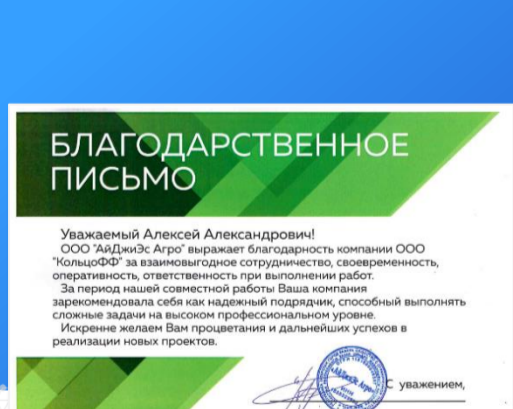 БЛАГОДАРСТВЕННОЕ
ПИСЬМО
Уважаемый Алексей Александрович!
ООО "АйДжиЭс Агро" выражает благодарность компании ООО
"КольцоФФ" за взаимовыгодное сотрудничество, своевременность,
оперативность, ответственность при выполнении работ.
За период нашей совместной работы Ваша компания
зарекомендовала себя как надежный подрядчик, способный выполнять
сложные задачи на высоком профессиональном уровне.
Искренне желаем Вам процветания и дальнейших успехов в
реализации новых проектов.
С уважением,